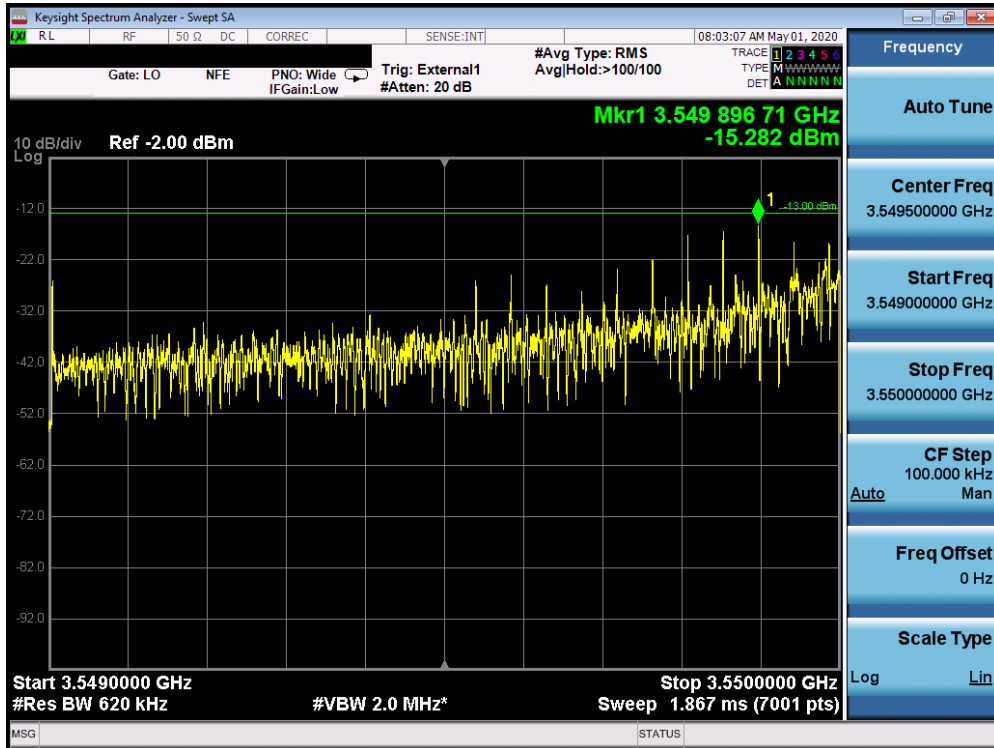 Keysight Spectrum Analyzer - Swept SA
LXI RL RF 50 Ω DC CORREC SENSE:INT 08:03:07 AM May 01, 2020
Gate: LO NFE PNO: Wide Trig: External1 #Avg Type: RMS TRACE 1 2 3 4 5 6
IFGain:Low #Atten: 20 dB Avg|Hold:>100/100 TYPE M WWWWW
DET A N N N N N
Mkr1 3.549 896 71 GHz
-15.282 dBm
10 dB/div Ref -2.00 dBm
Log
1
-13.00 dBm
-12.0
-22.0
-32.0
-42.0
-52.0
-62.0
-72.0
-82.0
-92.0
Start 3.5490000 GHz Stop 3.5500000 GHz
#Res BW 620 kHz #VBW 2.0 MHz* Sweep 1.867 ms (7001 pts)
MSG STATUS
Frequency
Auto Tune
Center Freq
3.549500000 GHz
Start Freq
3.549000000 GHz
Stop Freq
3.550000000 GHz
CF Step
100.000 kHz
Auto Man
Freq Offset
0 Hz
Scale Type
Log Lin